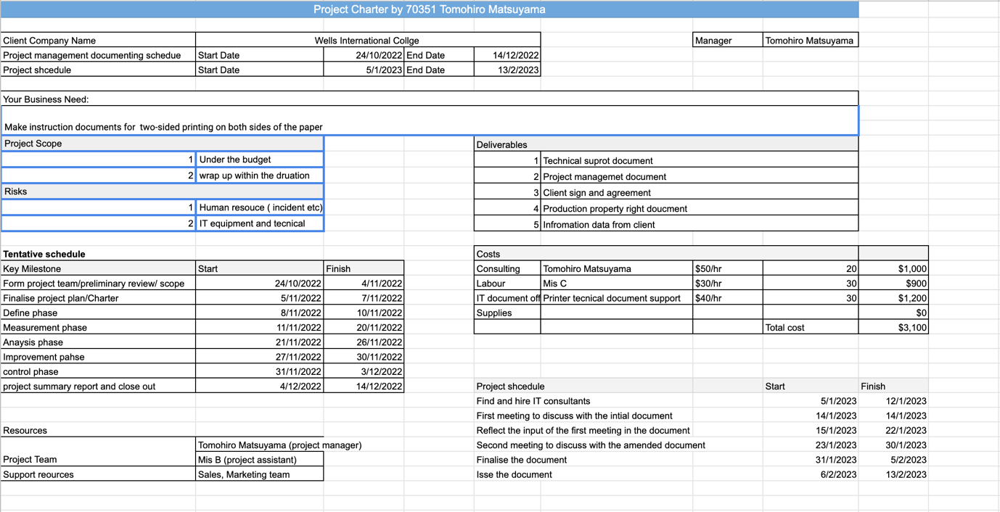 Project Charter by 70351 Tomohiro Matsuyama
Client Company Name Wells International Collge Manager Tomohiro Matsuyama
Project management documenting schedue Start Date 24/10/2022 End Date 14/12/2022
Project shcedule Start Date 5/1/2023 End Date 13/2/2023
Your Business Need:
Make instruction documents for two-sided printing on both sides of the paper
Project Scope
1 Under the budget
2 wrap up within the druation
Risks
1 Human resouce ( incident etc)
2 IT equipment and tecnical
Deliverables
1 Technical suprot document
2 Project managemet document
3 Client sign and agreement
4 Production property right doucment
5 Infromation data from client
Tentative schedule
Key Milestone Start Finish
Form project team/preliminary review/ scope 24/10/2022 4/11/2022
Finalise project plan/Charter 5/11/2022 7/11/2022
Define phase 8/11/2022 10/11/2022
Measurement phase 11/11/2022 20/11/2022
Anaysis phase 21/11/2022 26/11/2022
Improvement pahse 27/11/2022 30/11/2022
control phase 31/11/2022 3/12/2022
project summary report and close out 4/12/2022 14/12/2022
Costs
Consulting Tomohiro Matsuyama $50/hr 20 $1,000
Labour Mis C $30/hr 30 $900
IT document off Printer tecnical document support $40/hr 30 $1,200
Supplies $0
Total cost $3,100
Resources
Tomohiro Matsuyama (project manager)
Project Team Mis B (project assistant)
Support reources Sales, Marketing team
Project shcedule Start Finish
Find and hire IT consultants 5/1/2023 12/1/2023
First meeting to discuss with the intial document 14/1/2023 14/1/2023
Reflect the input of the first meeting in the document 15/1/2023 22/1/2023
Second meeting to discuss with the amended document 23/1/2023 30/1/2023
Finalise the document 31/1/2023 5/2/2023
Isse the document 6/2/2023 13/2/2023